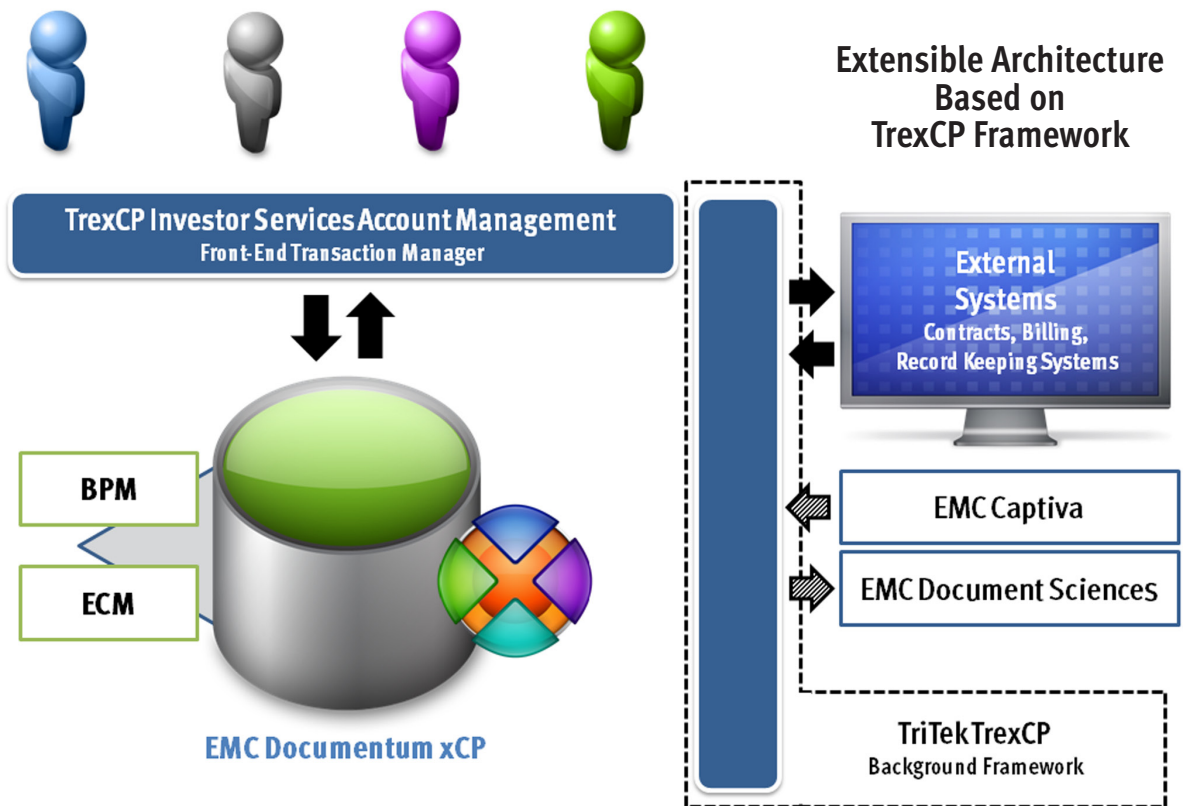 Extensible Architecture
Based on
TrexCP Framework
TrexCP Investor Services Account Management
Front-End Transaction Manager
External
Systems
Contracts, Billing,
Record Keeping Systems
BPM
ECM
EMC Captiva
EMC Document Sciences
EMC Documentum xCP
TriTek TrexCP
Background Framework